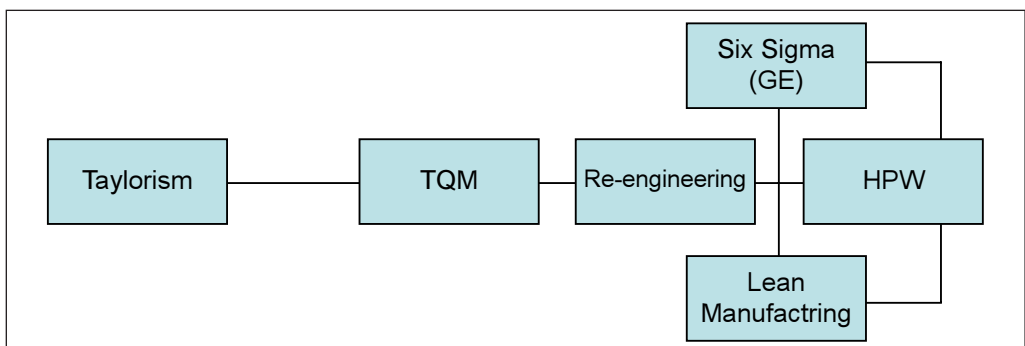 Six Sigma
(GE)
Taylorism
TQM
Re-engineering
HPW
Lean
Manufactring